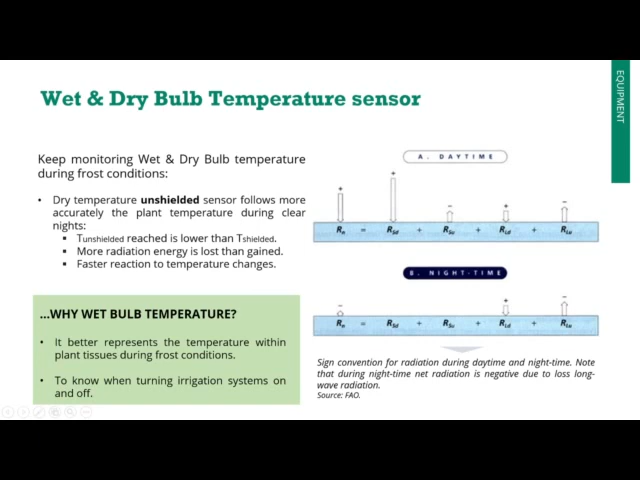 EQUIPMENT
Wet & Dry Bulb Temperature sensor
Keep monitoring Wet & Dry Bulb temperature
during frost conditions:
• Dry temperature unshielded sensor follows more
accurately the plant temperature during clear
nights:
▪ Tunshielded reached is lower than Tshielded.
▪ More radiation energy is lost than gained.
▪ Faster reaction to temperature changes.
...WHY WET BULB TEMPERATURE?
• It better represents the temperature within
plant tissues during frost conditions.
• To know when turning irrigation systems on
and off.
A. DAYTIME
+ + − + −
Rn = RSd + RSu + RLd + RLu
B. NIGHT-TIME
− + −
Rn = RSd + RSu + RLd + RLu
Sign convention for radiation during daytime and night-time. Note
that during night-time net radiation is negative due to loss long-
wave radiation.
Source: FAO.